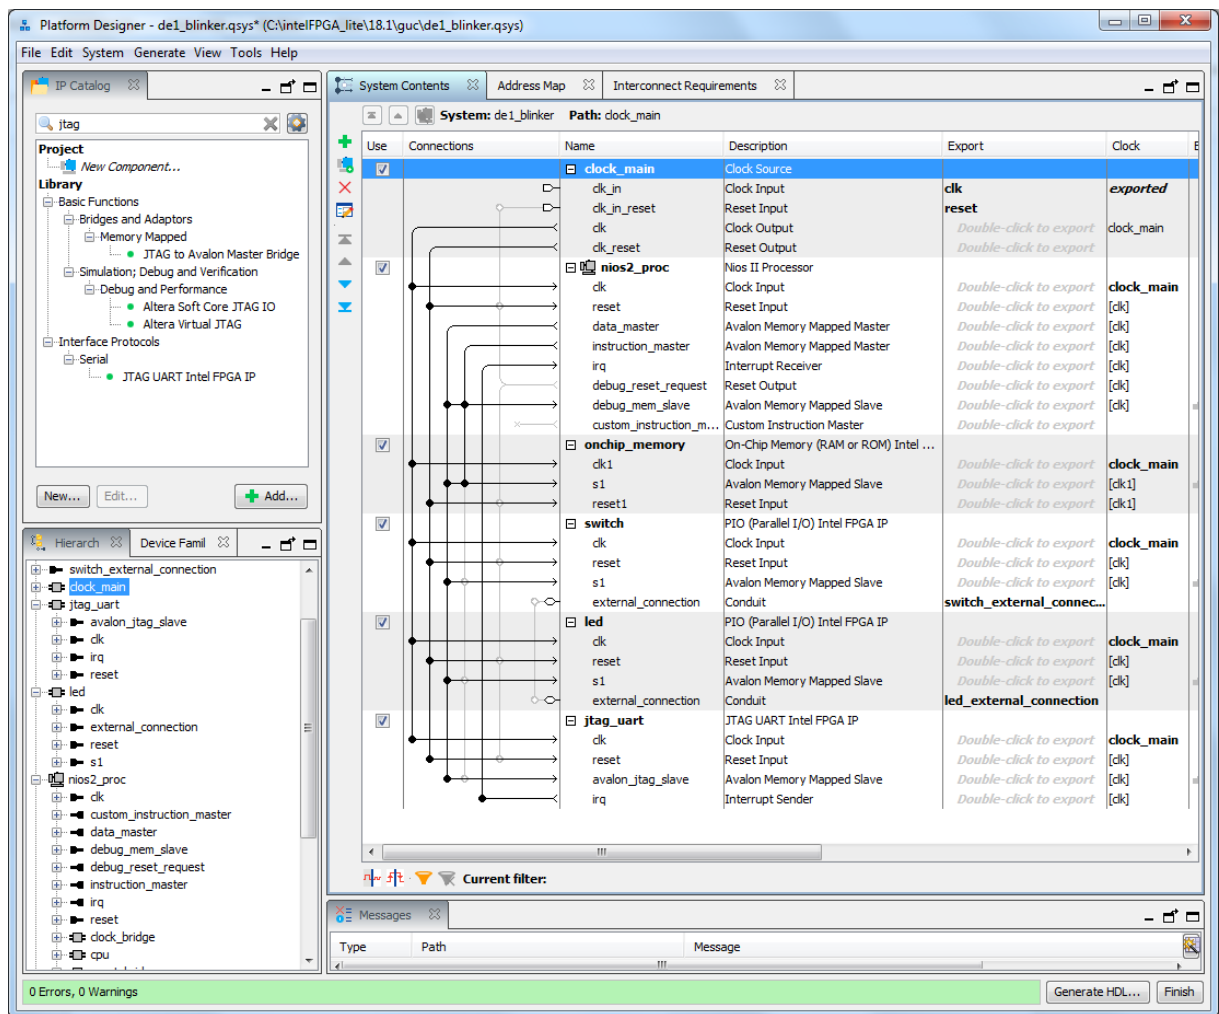 Platform Designer - de1_blinker.qsys* (C:\intelFPGA_lite\18.1\guc\de1_blinker.qsys)
File Edit System Generate View Tools Help
IP Catalog
jtag
Project
New Component...
Library
Basic Functions
Bridges and Adaptors
Memory Mapped
JTAG to Avalon Master Bridge
Simulation; Debug and Verification
Debug and Performance
Altera Soft Core JTAG IO
Altera Virtual JTAG
Interface Protocols
Serial
JTAG UART Intel FPGA IP
New... Edit... Add...
Hierarch Device Famil
switch_external_connection
clock_main
jtag_uart
avalon_jtag_slave
clk
irq
reset
led
clk
external_connection
reset
s1
nios2_proc
clk
custom_instruction_master
data_master
debug_mem_slave
debug_reset_request
instruction_master
irq
reset
clock_bridge
cpu
System Contents Address Map Interconnect Requirements
System: de1_blinker Path: clock_main
Use Connections Name Description Export Clock
clock_main Clock Source
clk_in Clock Input clk exported
clk_in_reset Reset Input reset
clk Clock Output Double-click to export clock_main
clk_reset Reset Output Double-click to export
nios2_proc Nios II Processor
clk Clock Input Double-click to export clock_main
reset Reset Input Double-click to export [clk]
data_master Avalon Memory Mapped Master Double-click to export [clk]
instruction_master Avalon Memory Mapped Master Double-click to export [clk]
irq Interrupt Receiver Double-click to export [clk]
debug_reset_request Reset Output Double-click to export [clk]
debug_mem_slave Avalon Memory Mapped Slave Double-click to export [clk]
custom_instruction_m... Custom Instruction Master Double-click to export
onchip_memory On-Chip Memory (RAM or ROM) Intel ...
clk1 Clock Input Double-click to export clock_main
s1 Avalon Memory Mapped Slave Double-click to export [clk1]
reset1 Reset Input Double-click to export [clk1]
switch PIO (Parallel I/O) Intel FPGA IP
clk Clock Input Double-click to export clock_main
reset Reset Input Double-click to export [clk]
s1 Avalon Memory Mapped Slave Double-click to export [clk]
external_connection Conduit switch_external_connec...
led PIO (Parallel I/O) Intel FPGA IP
clk Clock Input Double-click to export clock_main
reset Reset Input Double-click to export [clk]
s1 Avalon Memory Mapped Slave Double-click to export [clk]
external_connection Conduit led_external_connection
jtag_uart JTAG UART Intel FPGA IP
clk Clock Input Double-click to export clock_main
reset Reset Input Double-click to export [clk]
avalon_jtag_slave Avalon Memory Mapped Slave Double-click to export [clk]
irq Interrupt Sender Double-click to export [clk]
Current filter:
Messages
Type Path Message
0 Errors, 0 Warnings
Generate HDL... Finish